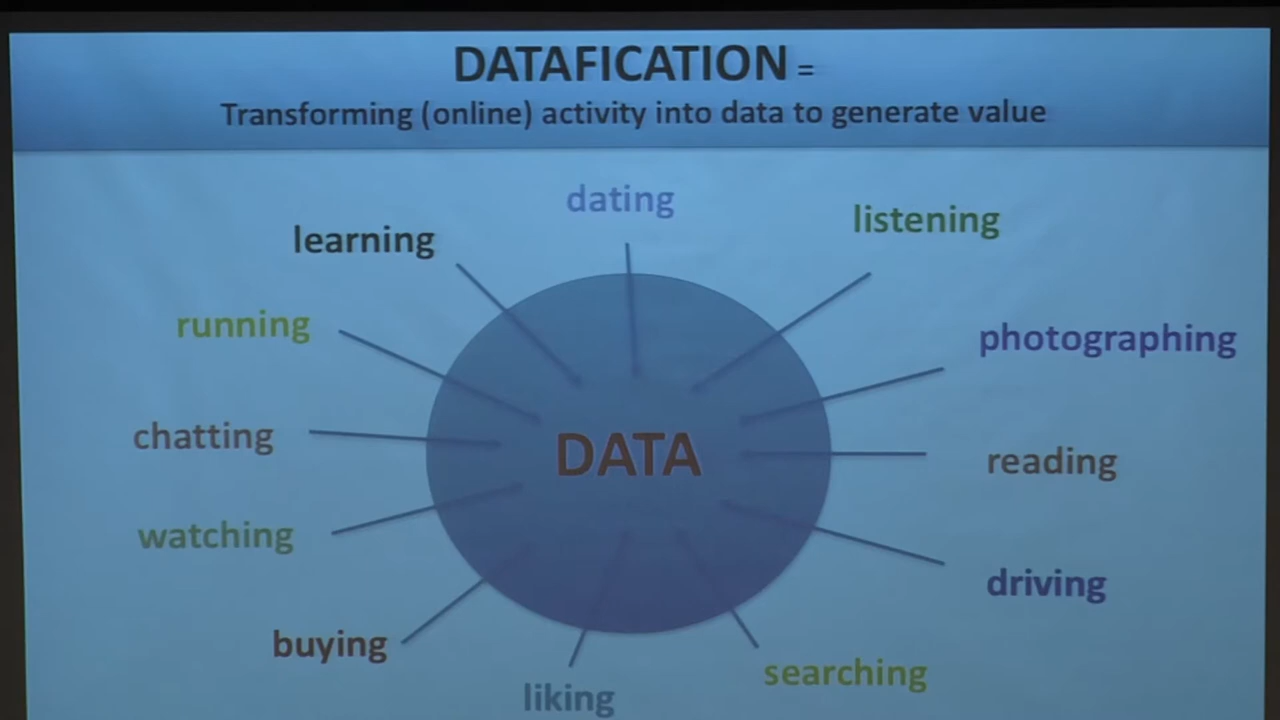 DATAFICATION =
Transforming (online) activity into data to generate value
dating
listening
learning
running
photographing
chatting
DATA
reading
watching
driving
buying
searching
liking